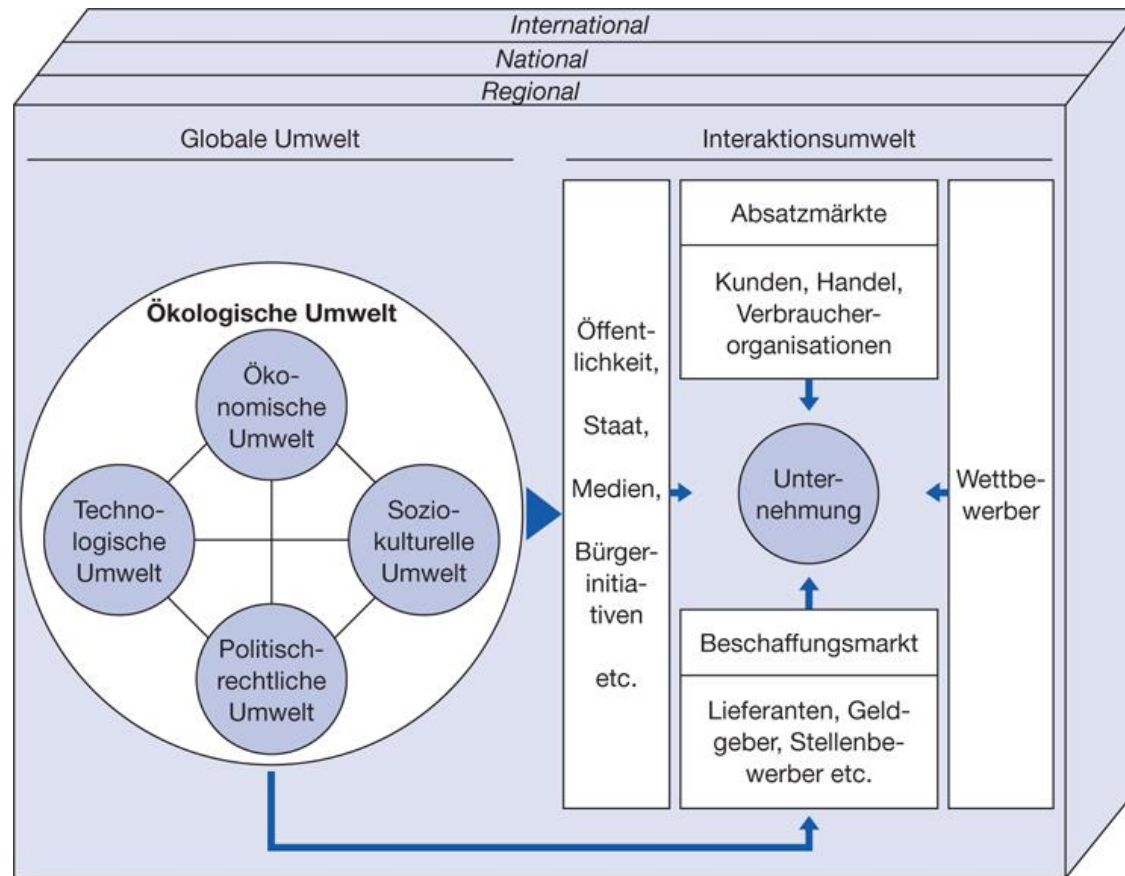 International
National
Regional
Globale Umwelt
Interaktionsumwelt
Ökologische Umwelt
Öko-
nomische
Umwelt
Techno-
logische
Umwelt
Sozio-
kulturelle
Umwelt
Politisch-
rechtliche
Umwelt
Öffent-
lichkeit,
Staat,
Medien,
Bürger-
initia-
tiven
etc.
Absatzmärkte
Kunden, Handel,
Verbraucher-
organisationen
Unter-
nehmung
Beschaffungsmarkt
Lieferanten, Geld-
geber, Stellenbe-
werber etc.
Wettbe-
werber